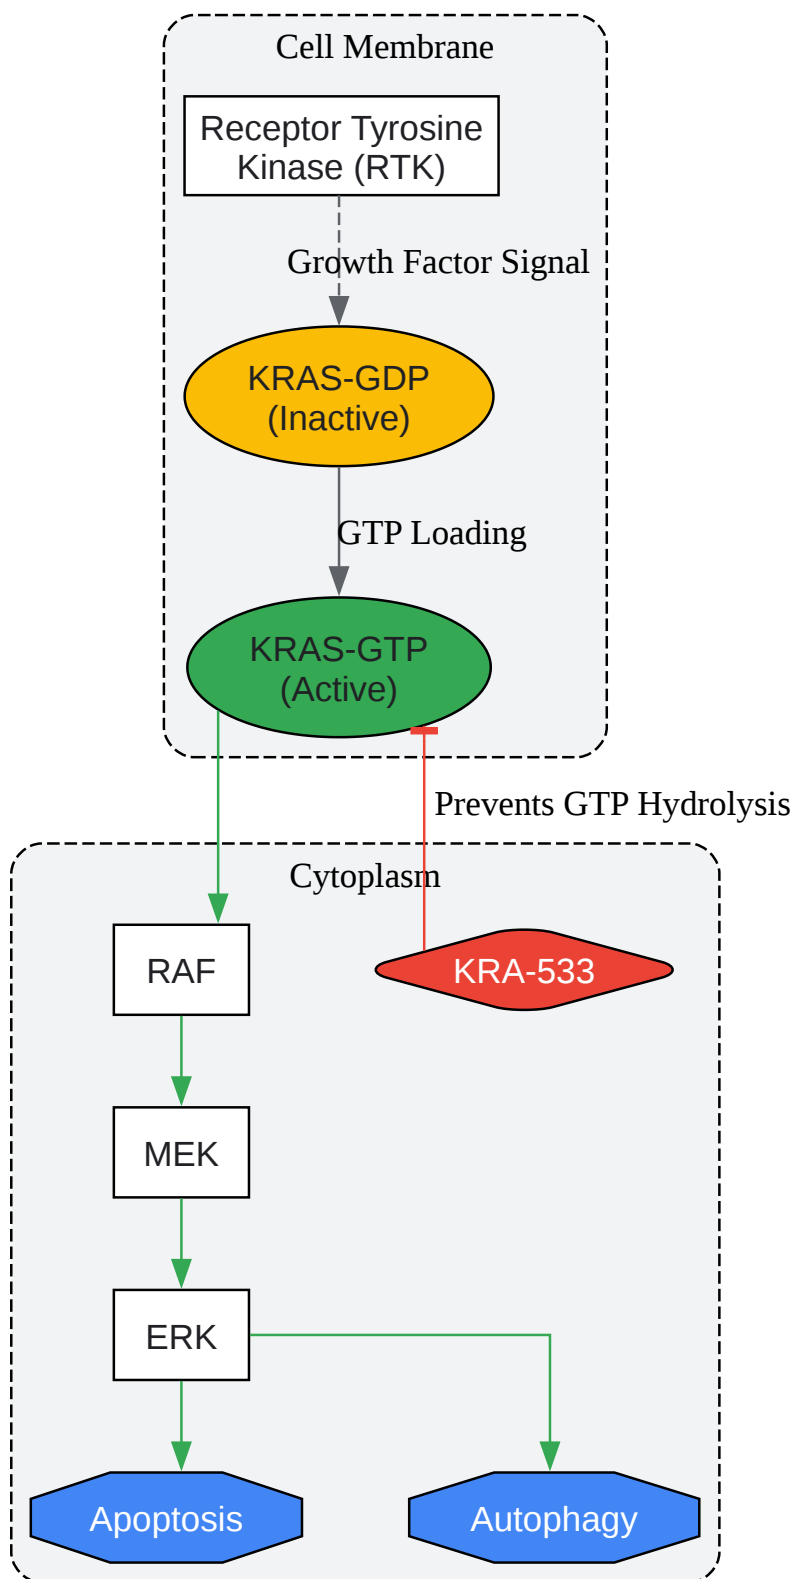 Cell Membrane
Receptor Tyrosine
Kinase (RTK)
Growth Factor Signal
KRAS-GDP
(Inactive)
GTP Loading
KRAS-GTP
(Active)
Prevents GTP Hydrolysis
Cytoplasm
RAF
KRA-533
MEK
ERK
Apoptosis
Autophagy